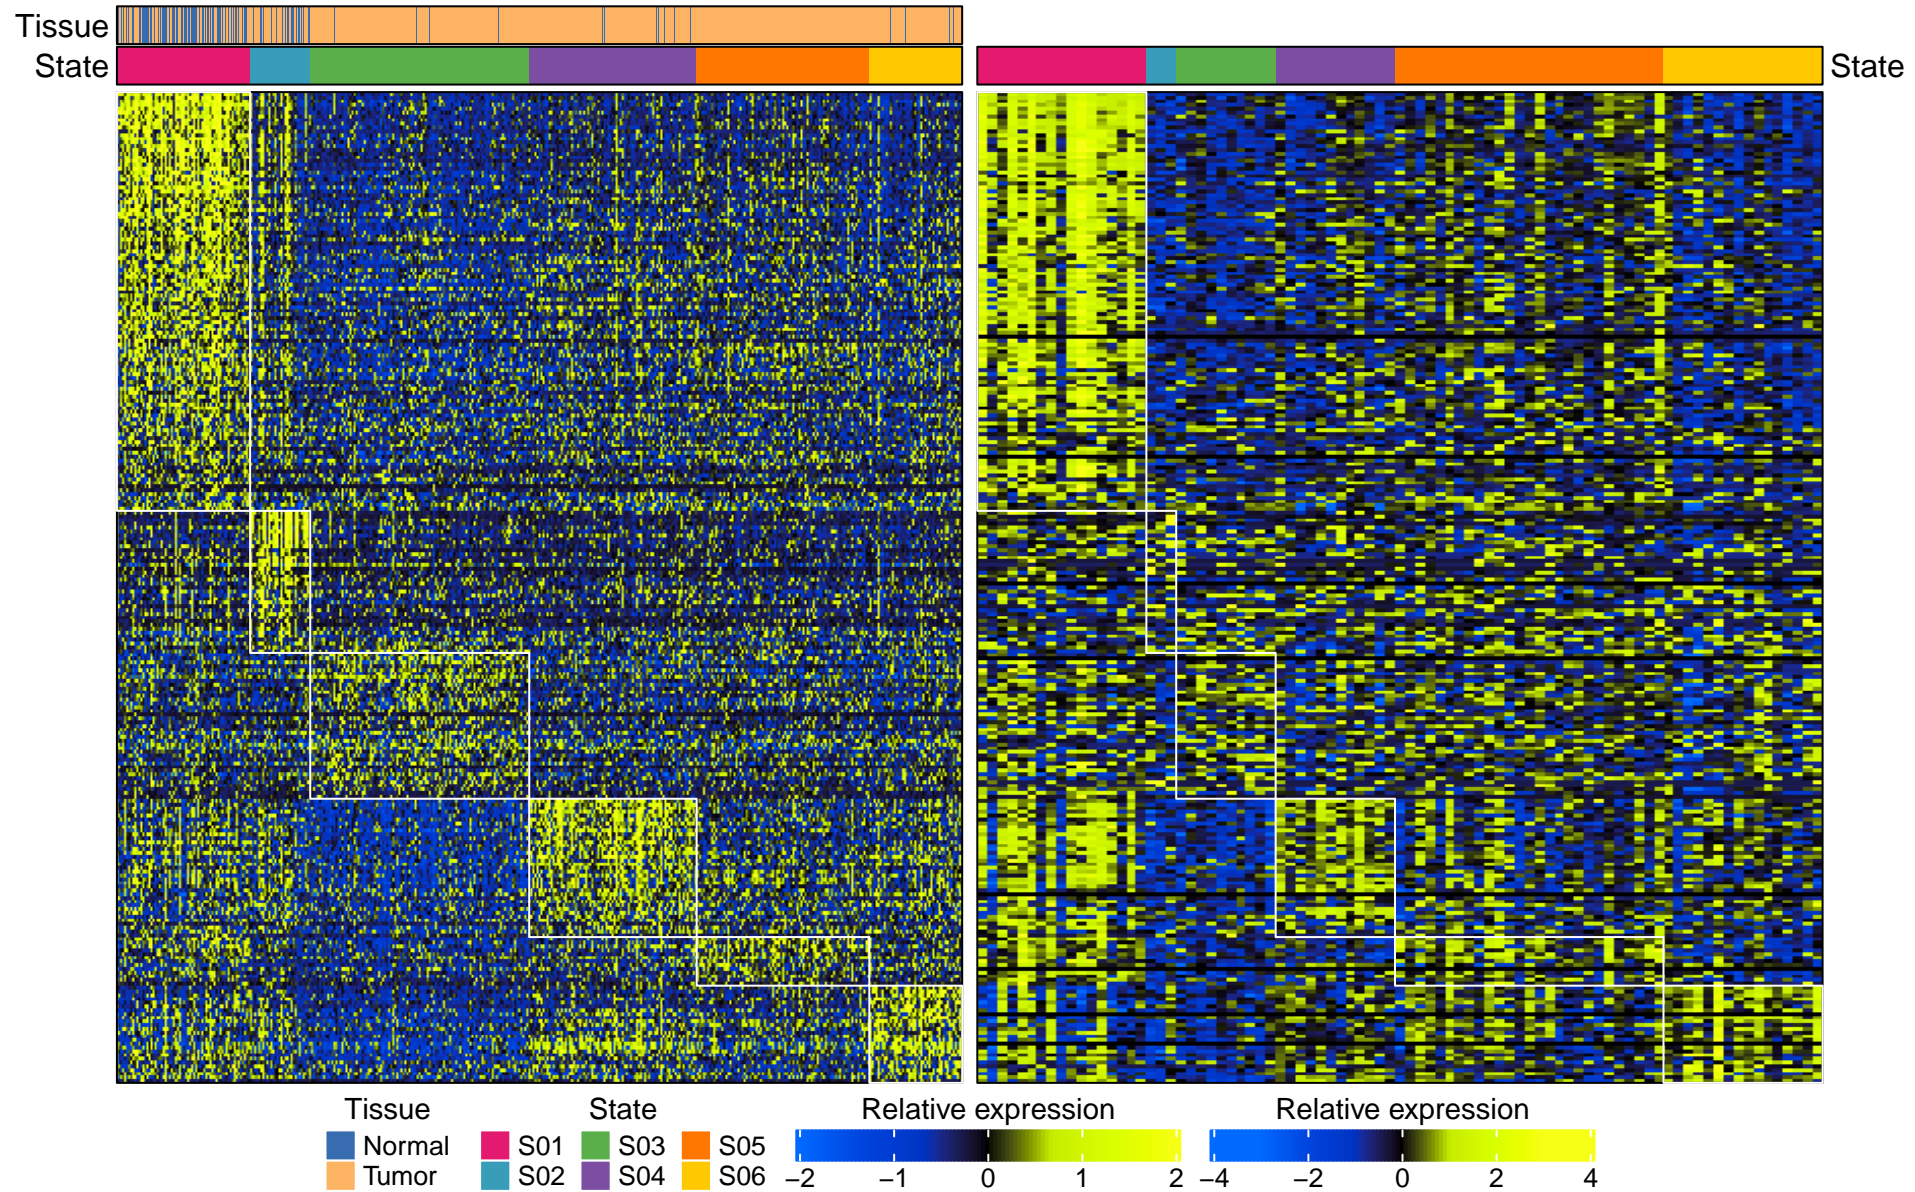 Tissue
State
State
Tissue
Normal
Tumor
State
S01 S03 S05
S02 S04 S06
Relative expression
−2 −1 0 1 2
Relative expression
−4 −2 0 2 4